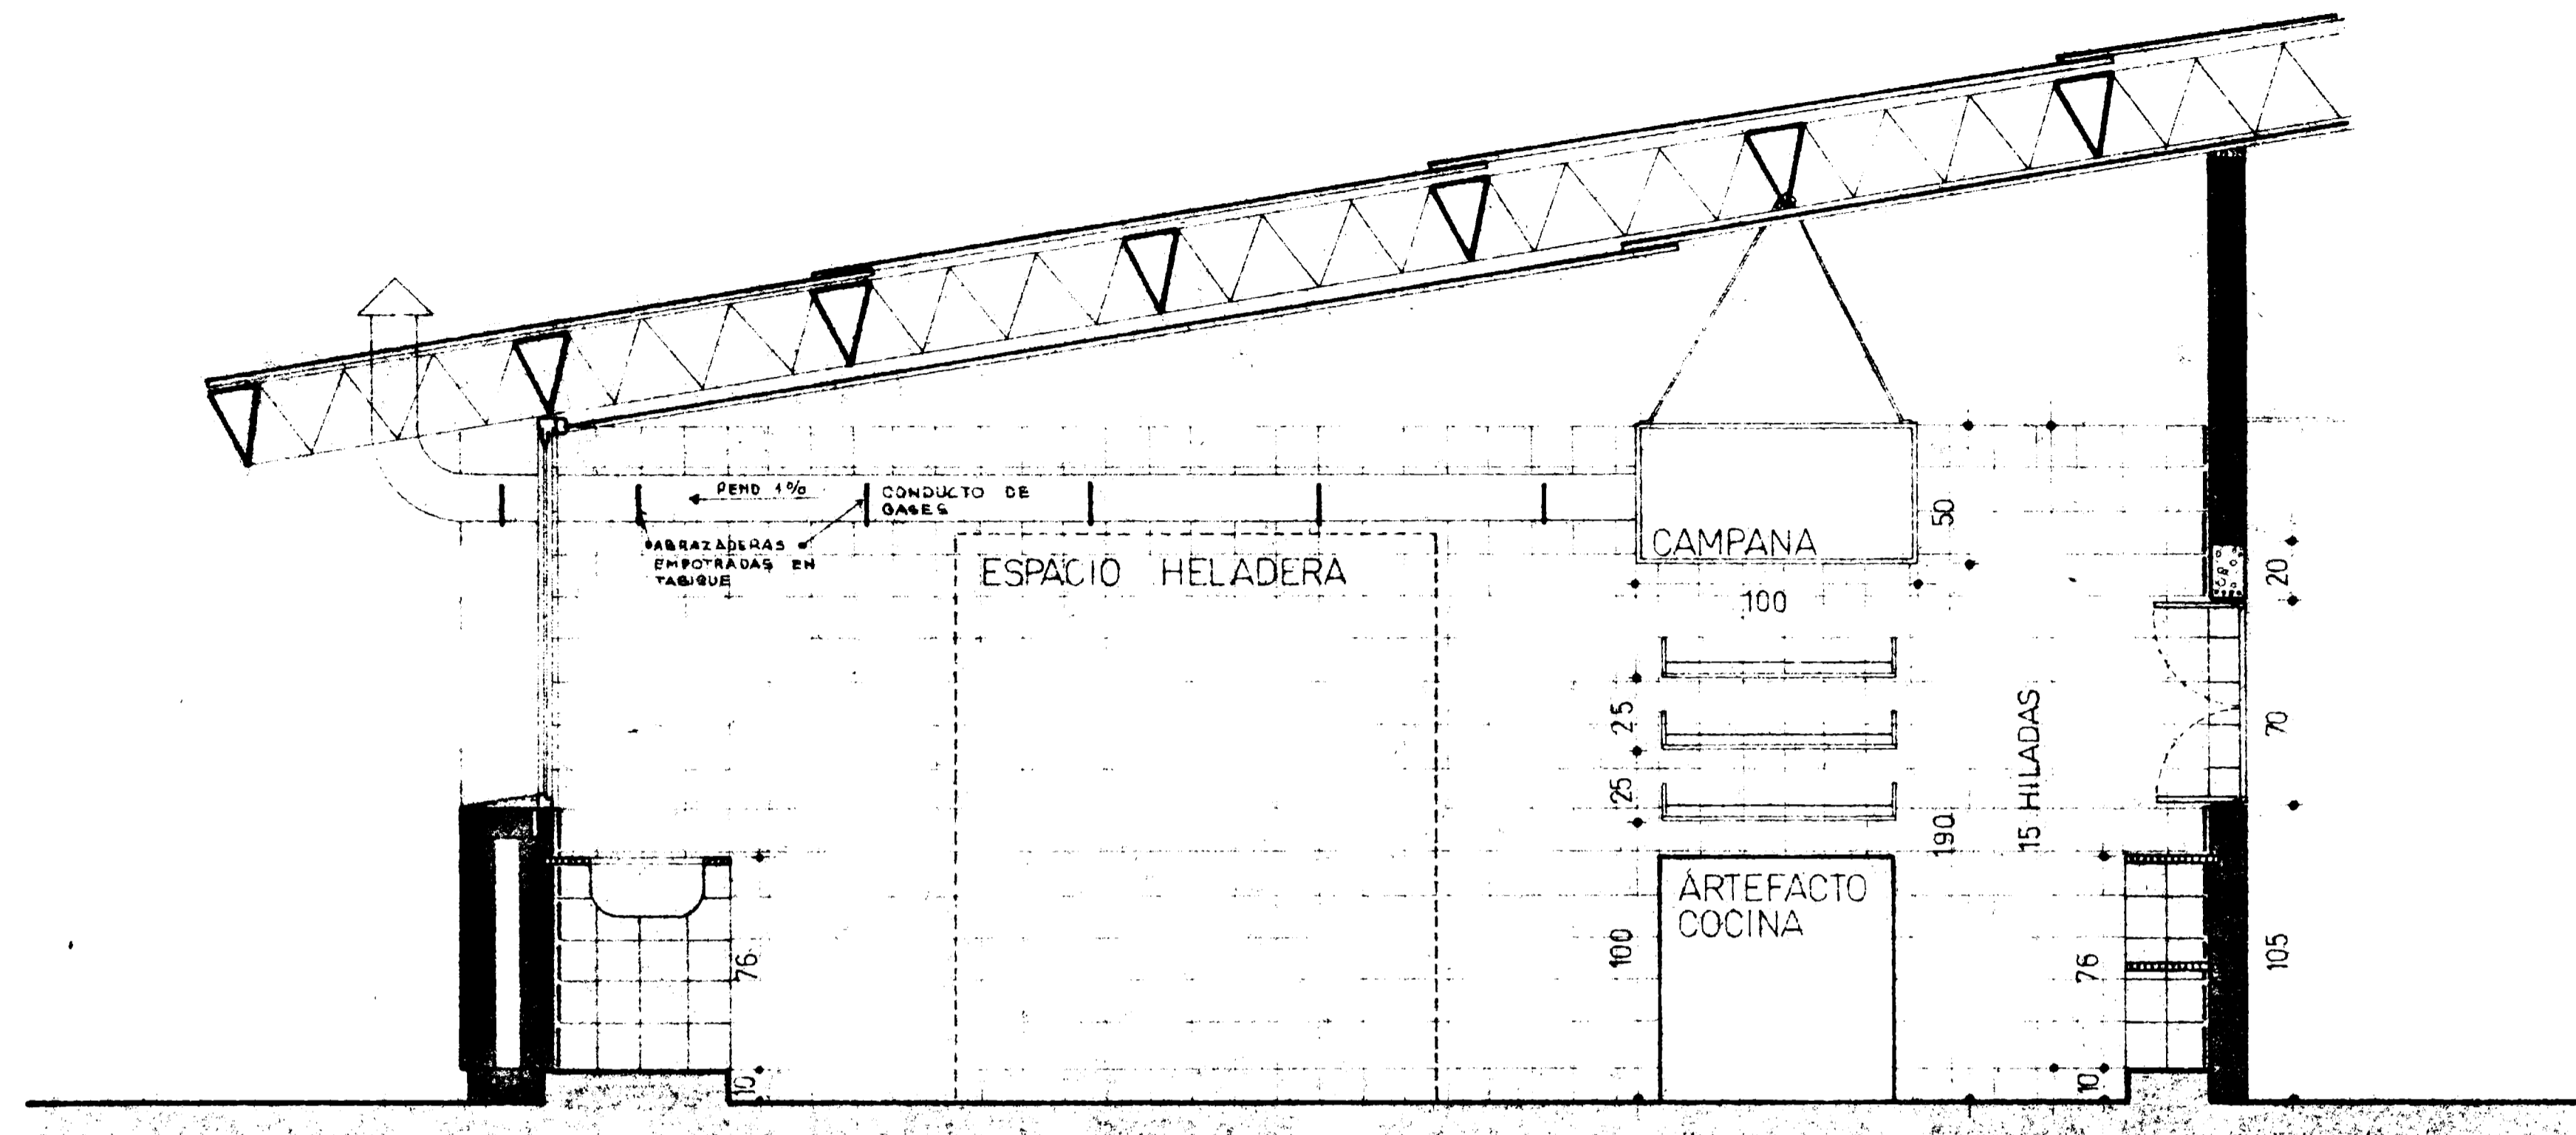 PEND 1%
CONDUCTO DE
GASES
ABRAZADERAS
EMPOTRADAS EN
TABIQUE
ESPACIO HELADERA
CAMPANA
50
100
20
25
25
190
15 HILADAS
70
ARTEFACTO
COCINA
100
76
10
76
10
105